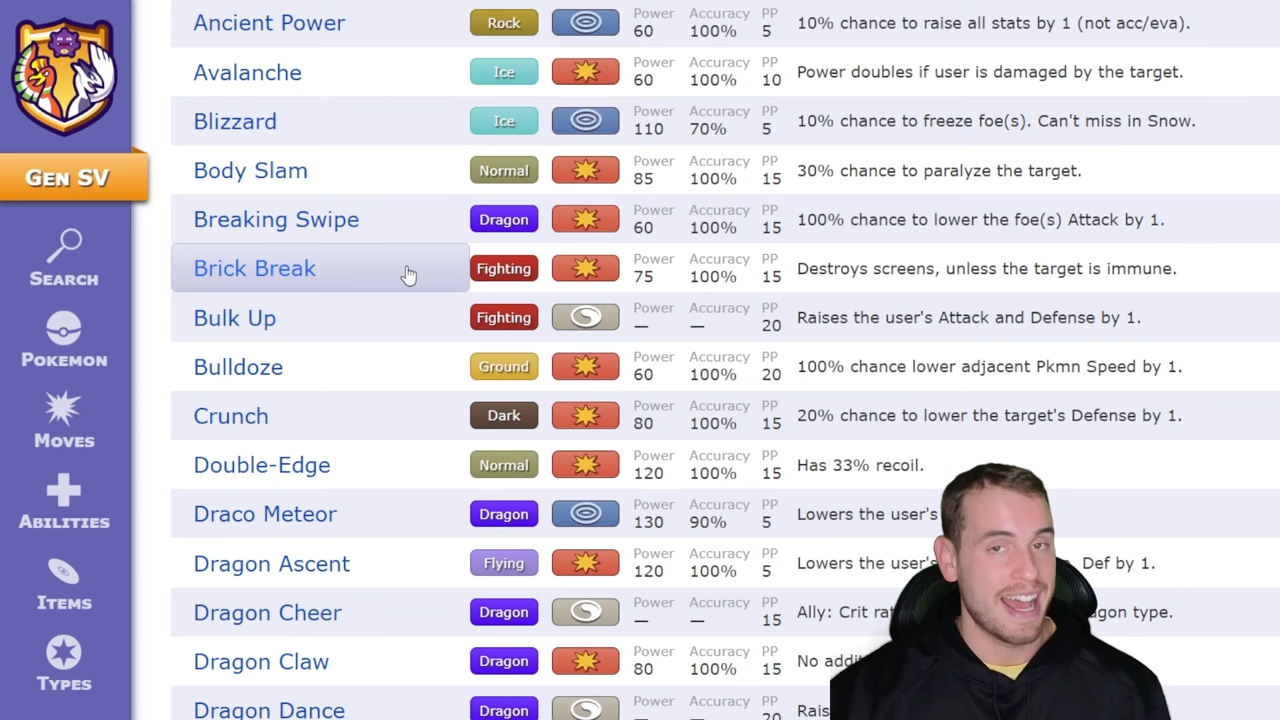 Ancient Power Rock Power 60 Accuracy 100% PP 5 10% chance to raise all stats by 1 (not acc/eva).
Avalanche Ice Power 60 Accuracy 100% PP 10 Power doubles if user is damaged by the target.
Blizzard Ice Power 110 Accuracy 70% PP 5 10% chance to freeze foe(s). Can't miss in Snow.
Body Slam Normal Power 85 Accuracy 100% PP 15 30% chance to paralyze the target.
GEN SV
Breaking Swipe Dragon Power 60 Accuracy 100% PP 15 100% chance to lower the foe(s) Attack by 1.
SEARCH
Brick Break Fighting Power 75 Accuracy 100% PP 15 Destroys screens, unless the target is immune.
Bulk Up Fighting Power — Accuracy — PP 20 Raises the user's Attack and Defense by 1.
POKEMON
Bulldoze Ground Power 60 Accuracy 100% PP 20 100% chance lower adjacent Pkmn Speed by 1.
Crunch Dark Power 80 Accuracy 100% PP 15 20% chance to lower the target's Defense by 1.
MOVES
Double-Edge Normal Power 120 Accuracy 100% PP 15 Has 33% recoil.
Draco Meteor Dragon Power 130 Accuracy 90% PP 5 Lowers the user's
ABILITIES
Dragon Ascent Flying Power 120 Accuracy 100% PP 5 Lowers the user's Def by 1.
ITEMS
Dragon Cheer Dragon Power — Accuracy — PP 15 Ally: Crit type.
Dragon Claw Dragon Power 80 Accuracy 100% PP 15 No
TYPES
Dragon Dance Dragon Power Accuracy PP 20